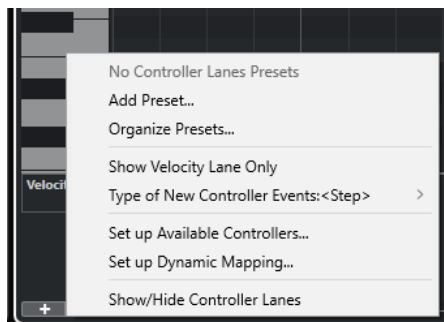 No Controller Lanes Presets
Add Preset...
Organize Presets...
Show Velocity Lane Only
Velocit
Type of New Controller Events:<Step>
Set up Available Controllers...
Set up Dynamic Mapping...
Show/Hide Controller Lanes